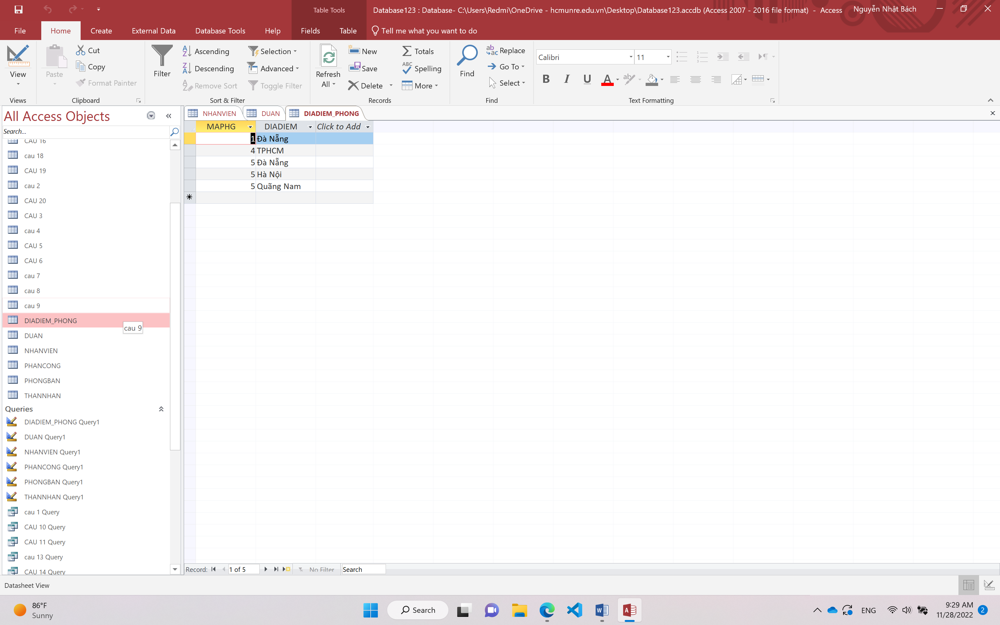 Table Tools
Database123 : Database- C:\Users\Redmi\OneDrive - hcmunre.edu.vn\Desktop\Database123.accdb (Access 2007 - 2016 file format) - Access
Nguyễn Nhật Bách
File Home Create External Data Database Tools Help Fields Table Tell me what you want to do
View
Paste
Cut
Copy
Format Painter
Filter
Ascending
Descending
Remove Sort
Selection
Advanced
Toggle Filter
Refresh
All
New
Save
Delete
Totals
Spelling
More
Find
Replace
Go To
Select
Calibri 11
B I U A
Views Clipboard Sort & Filter Records Find Text Formatting
All Access Objects
Search...
CAU 16
cau 18
CAU 19
cau 2
CAU 20
CAU 3
cau 4
CAU 5
CAU 6
cau 7
cau 8
cau 9
DIADIEM_PHONG
cau 9
DUAN
NHANVIEN
PHANCONG
PHONGBAN
THANNHAN
Queries
DIADIEM_PHONG Query1
DUAN Query1
NHANVIEN Query1
PHANCONG Query1
PHONGBAN Query1
THANNHAN Query1
cau 1 Query
CAU 10 Query
CAU 11 Query
cau 13 Query
CAU 14 Query
NHANVIEN DUAN DIADIEM_PHONG
MAPHG DIADIEM Click to Add
1 Đà Nẵng
4 TPHCM
5 Đà Nẵng
5 Hà Nội
5 Quãng Nam
Record: 1 of 5 No Filter Search
Datasheet View
86°F
Sunny
Search
ENG
9:29 AM
11/28/2022
2